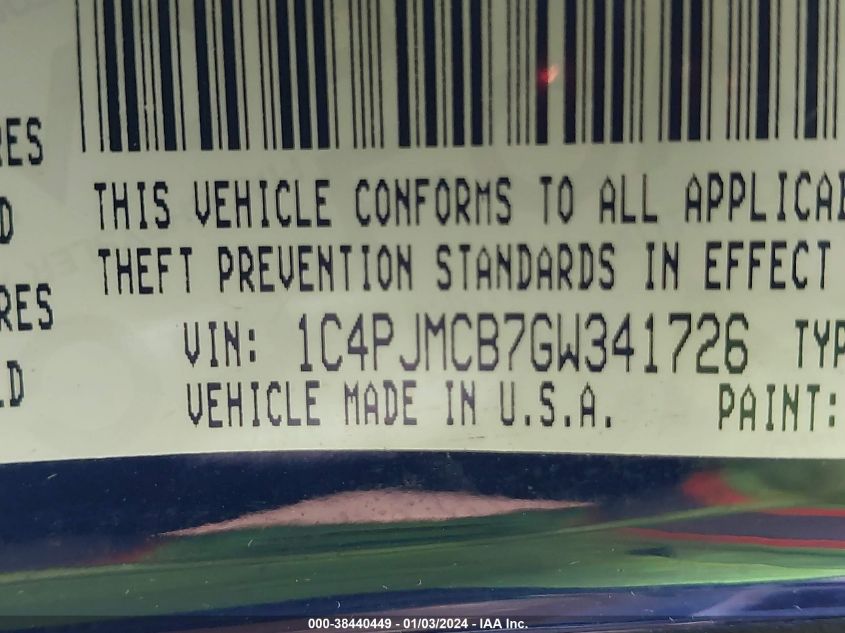 RES
THIS VEHICLE CONFORMS TO ALL APPLICAB
D
THEFT PREVENTION STANDARDS IN EFFECT
RES
VIN: 1C4PJMCB7GW341726 TYP
LD
VEHICLE MADE IN U.S.A. PAINT:
000-38440449 - 01/03/2024 - IAA Inc.